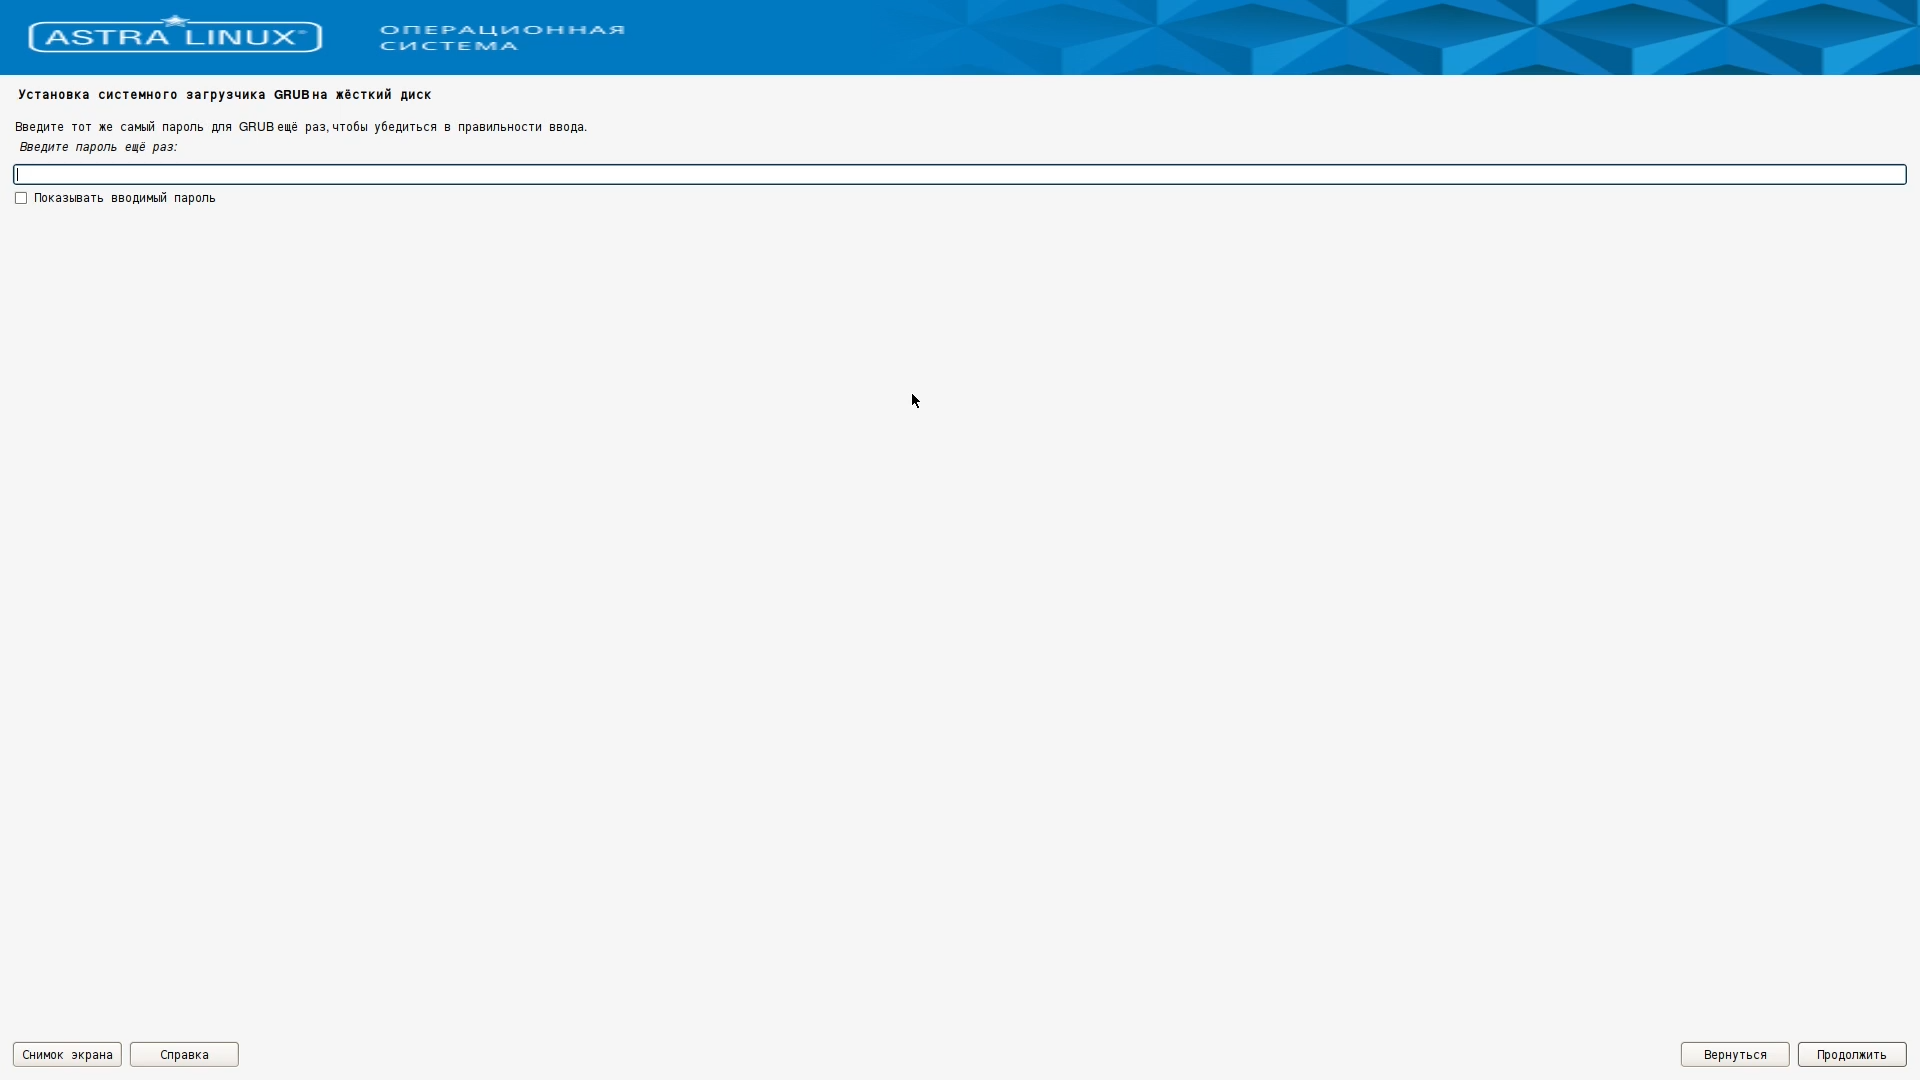 ASTRA LINUX®
ОПЕРАЦИОННАЯ
СИСТЕМА
Установка системного загрузчика GRUB на жёсткий диск
Введите тот же самый пароль для GRUB ещё раз, чтобы убедиться в правильности ввода.
Введите пароль ещё раз:
Показывать вводимый пароль
Снимок экрана
Справка
Вернуться
Продолжить